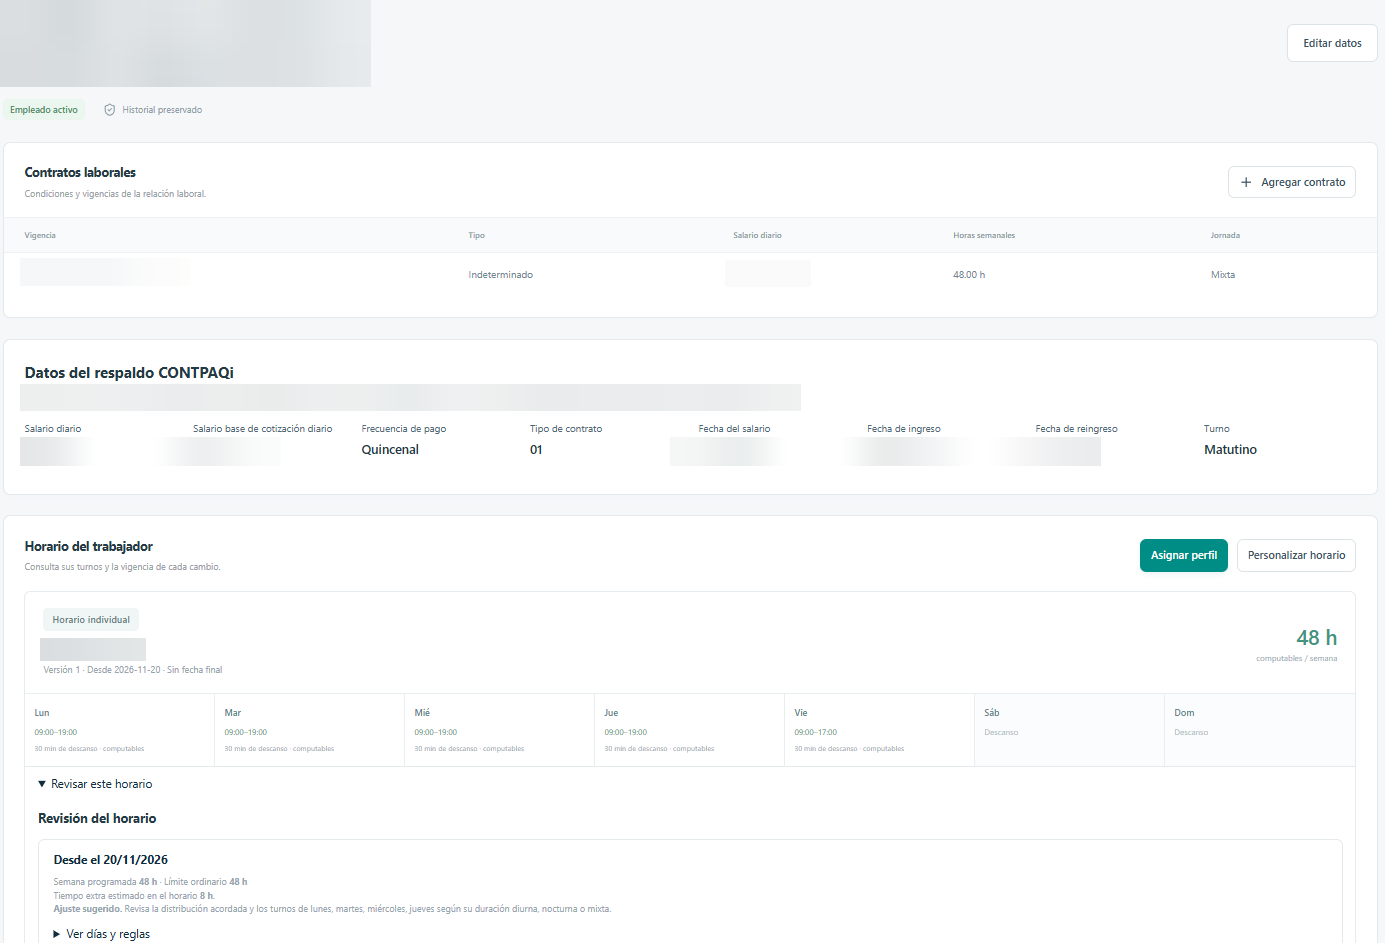 Editar datos
Empleado activo
Historial preservado
Contratos laborales
Condiciones y vigencias de la relación laboral.
Agregar contrato
Vigencia Tipo Salario diario Horas semanales Jornada
Indeterminado 48.00 h Mixta
Datos del respaldo CONTPAQi
Salario diario Salario base de cotización diario Frecuencia de pago Tipo de contrato Fecha del salario Fecha de ingreso Fecha de reingreso Turno
Quincenal 01 Matutino
Horario del trabajador
Consulta sus turnos y la vigencia de cada cambio.
Asignar perfil
Personalizar horario
Horario individual
Versión 1 · Desde 2026-11-20 · Sin fecha final
48 h
computables / semana
Lun Mar Mié Jue Vie Sáb Dom
09:00–19:00 09:00–19:00 09:00–19:00 09:00–19:00 09:00–17:00 Descanso Descanso
30 min de descanso · computables 30 min de descanso · computables 30 min de descanso · computables 30 min de descanso · computables 30 min de descanso · computables
▼ Revisar este horario
Revisión del horario
Desde el 20/11/2026
Semana programada 48 h · Límite ordinario 48 h
Tiempo extra estimado en el horario 8 h.
Ajuste sugerido. Revisa la distribución acordada y los turnos de lunes, martes, miércoles, jueves según su duración diurna, nocturna o mixta.
▶ Ver días y reglas